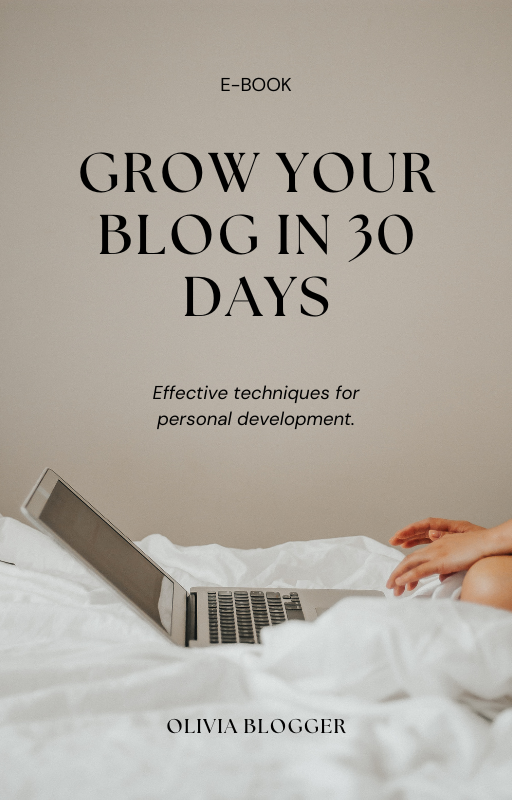 E-BOOK
GROW YOUR
BLOG IN 30
DAYS
Effective techniques for
personal development.
OLIVIA BLOGGER